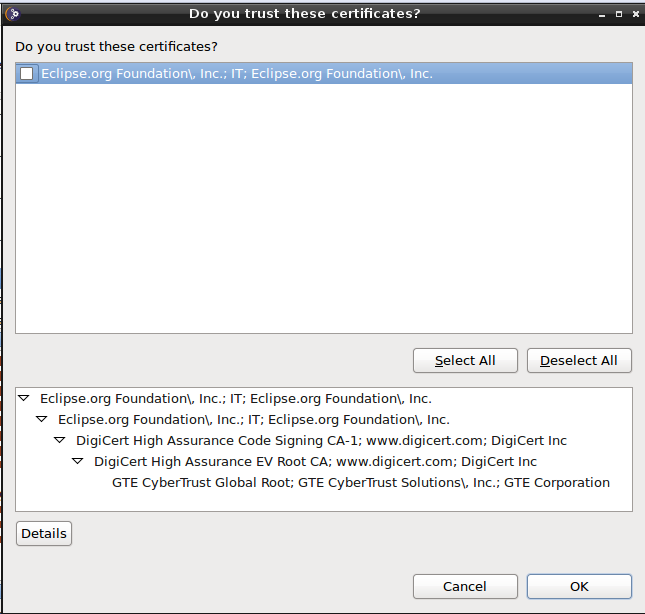 Do you trust these certificates?
Do you trust these certificates?
Eclipse.org Foundation\, Inc.; IT; Eclipse.org Foundation\, Inc.
Select All
Deselect All
Eclipse.org Foundation\, Inc.; IT; Eclipse.org Foundation\, Inc.
Eclipse.org Foundation\, Inc.; IT; Eclipse.org Foundation\, Inc.
DigiCert High Assurance Code Signing CA-1; www.digicert.com; DigiCert Inc
DigiCert High Assurance EV Root CA; www.digicert.com; DigiCert Inc
GTE CyberTrust Global Root; GTE CyberTrust Solutions\, Inc.; GTE Corporation
Details
Cancel
OK